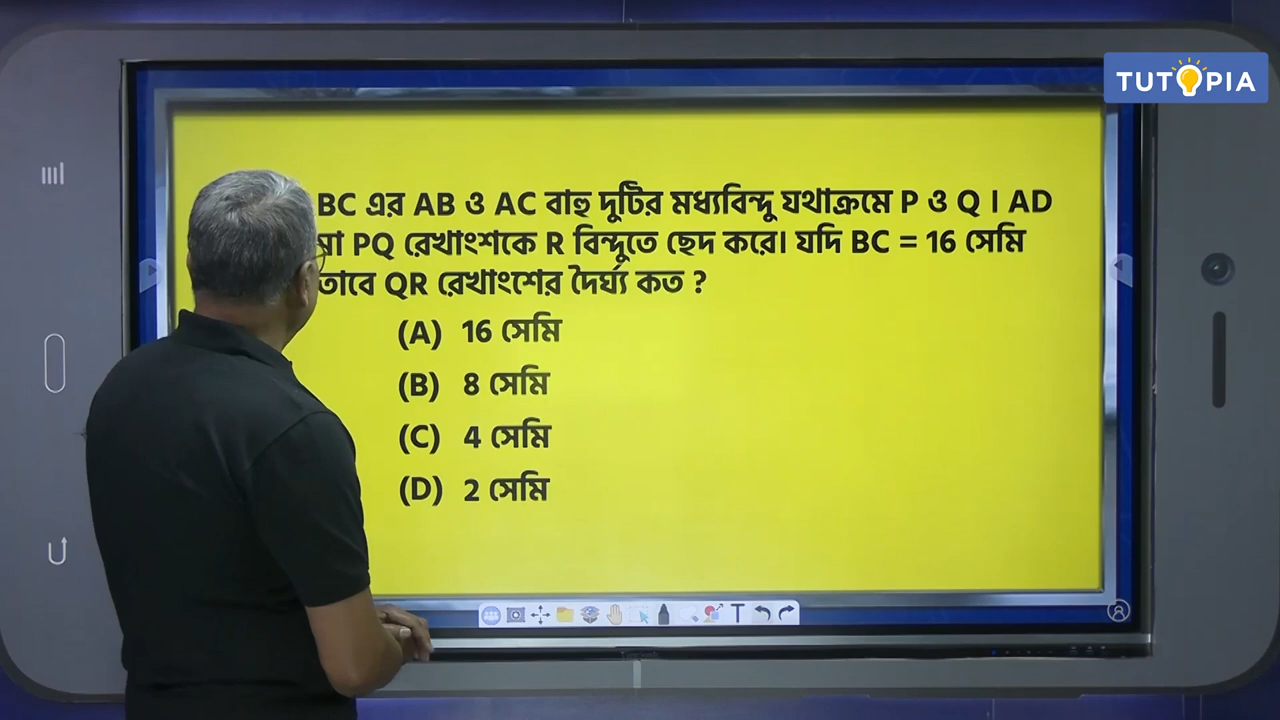 TUTOPIA
BC এর AB ও AC বাহু দুটির মধ্যবিন্দু যথাক্রমে P ও Q । AD
PQ রেখাংশকে R বিন্দুতে ছেদ করে। যদি BC = 16 সেমি
তাবে QR রেখাংশের দৈর্ঘ্য কত ?
(A) 16 সেমি
(B) 8 সেমি
(C) 4 সেমি
(D) 2 সেমি